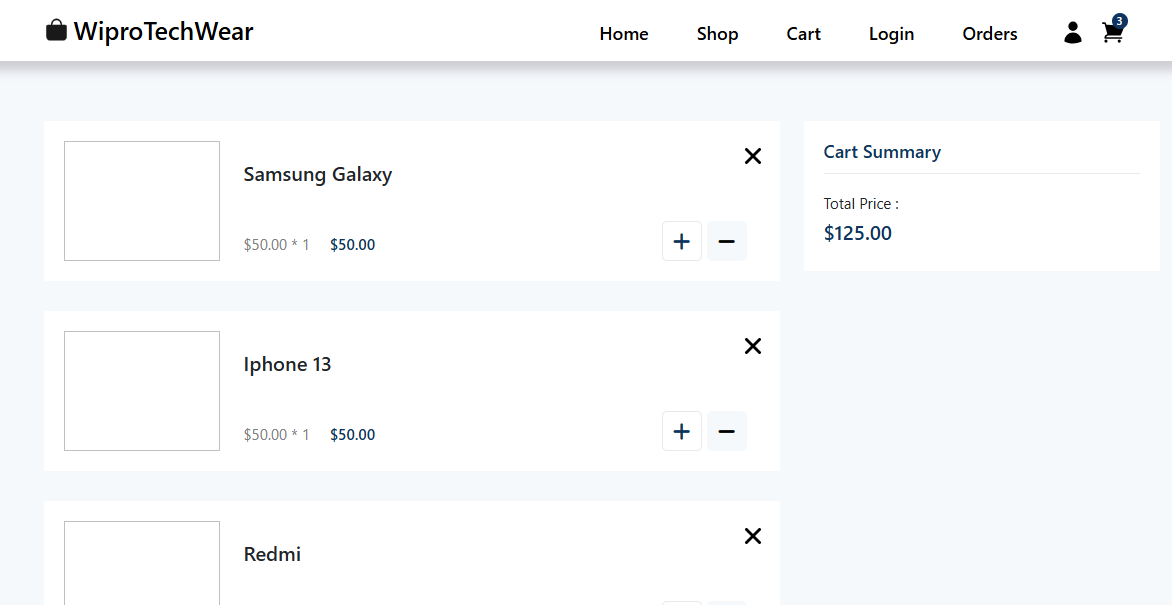 WiproTechWear
Home Shop Cart Login Orders 3
Samsung Galaxy
$50.00 * 1 $50.00
Cart Summary
Total Price :
$125.00
Iphone 13
$50.00 * 1 $50.00
Redmi